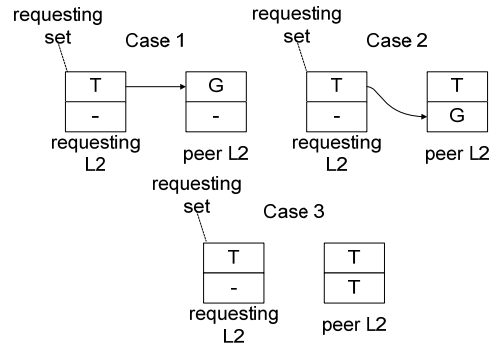 requesting
set
Case 1
T
G
-
-
requesting
L2
peer L2
requesting
set
Case 2
T
T
-
G
requesting
L2
peer L2
requesting
set
Case 3
T
T
-
T
requesting
L2
peer L2